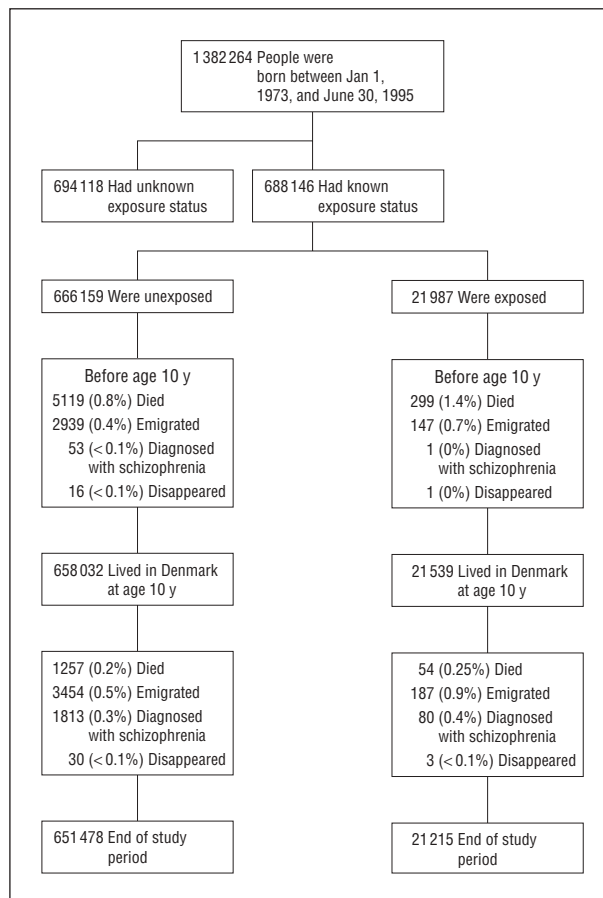 1 382 264 People were
born between Jan 1,
1973, and June 30, 1995
694 118 Had unknown
exposure status
688 146 Had known
exposure status
666 159 Were unexposed
21 987 Were exposed
Before age 10 y
5119 (0.8%) Died
2939 (0.4%) Emigrated
53 (<0.1%) Diagnosed
with schizophrenia
16 (<0.1%) Disappeared
Before age 10 y
299 (1.4%) Died
147 (0.7%) Emigrated
1 (0%) Diagnosed
with schizophrenia
1 (0%) Disappeared
658 032 Lived in Denmark
at age 10 y
21 539 Lived in Denmark
at age 10 y
1257 (0.2%) Died
3454 (0.5%) Emigrated
1813 (0.3%) Diagnosed
with schizophrenia
30 (<0.1%) Disappeared
54 (0.25%) Died
187 (0.9%) Emigrated
80 (0.4%) Diagnosed
with schizophrenia
3 (<0.1%) Disappeared
651 478 End of study
period
21 215 End of study
period